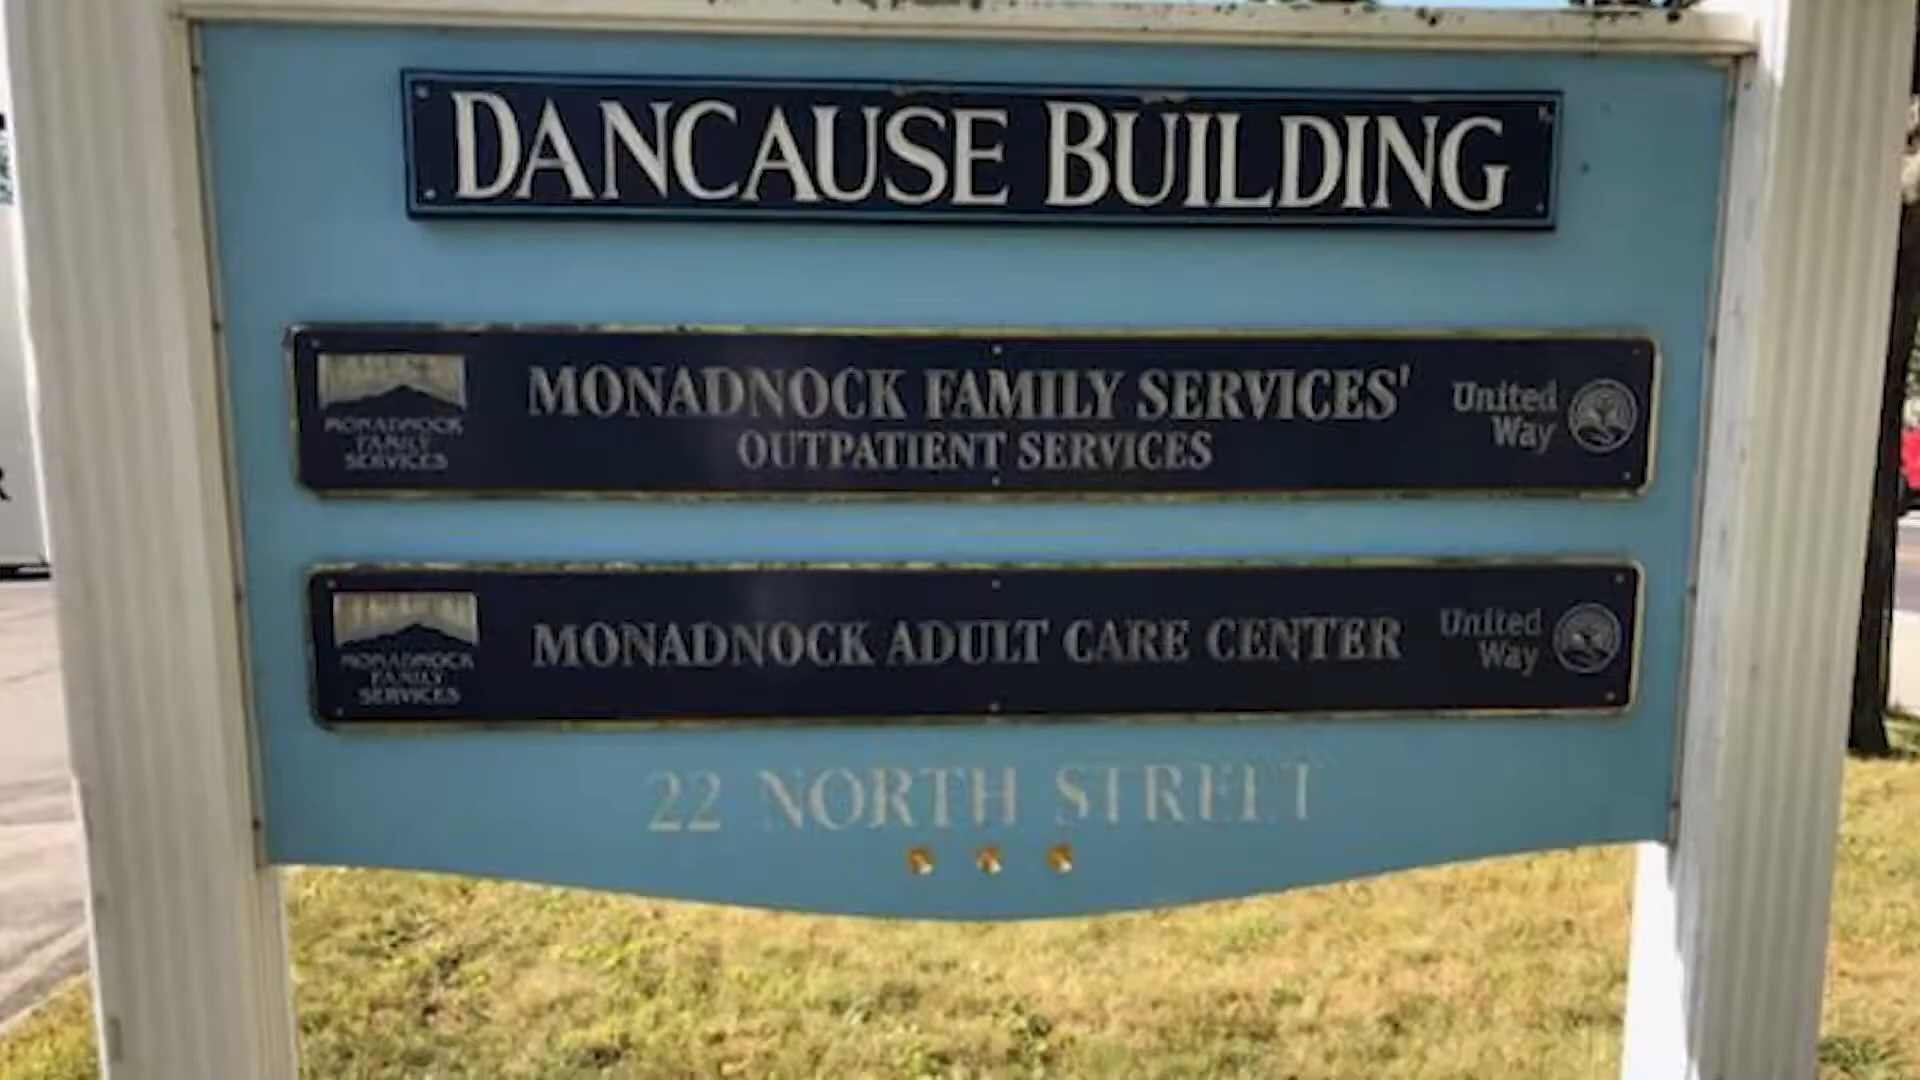 DANCAUSE BUILDING
MONADNOCK
FAMILY
SERVICES
MONADNOCK FAMILY SERVICES'
OUTPATIENT SERVICES
United
Way
MONADNOCK
FAMILY
SERVICES
MONADNOCK ADULT CARE CENTER
United
Way
22 NORTH STREET
R